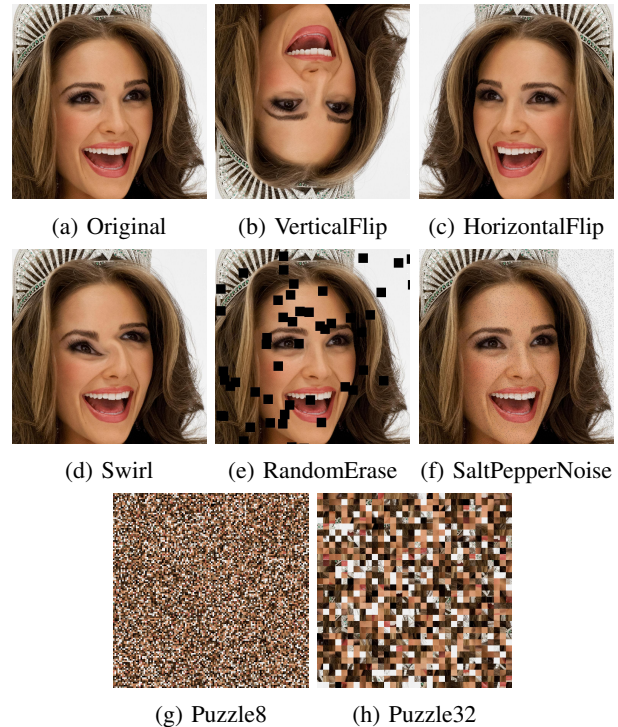 (a) Original
(b) VerticalFlip
(c) HorizontalFlip
(d) Swirl
(e) RandomErase
(f) SaltPepperNoise
(g) Puzzle8
(h) Puzzle32